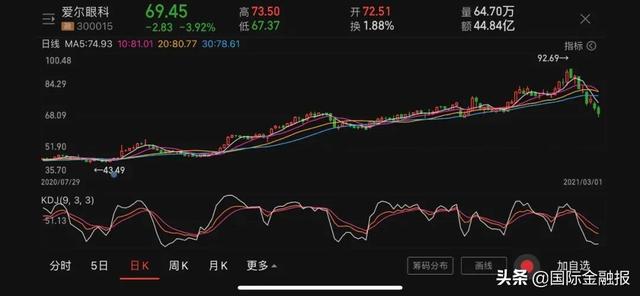 爱尔眼科
300015
69.45
-2.83 -3.92%
高 73.50
低 67.37
开 72.51
换 1.88%
量 64.70万
额 44.84亿
日线 MA5:74.93 10:81.01 20:80.77 30:78.61
指标
100.48
92.69→
84.29
68.09
51.90
35.70
←43.49
2020/07/29
2021/03/01
KDJ(9, 3, 3)
51.13
分时 5日 日K 周K 月K 更多
筹码分布 画线 加自选
头条@国际金融报